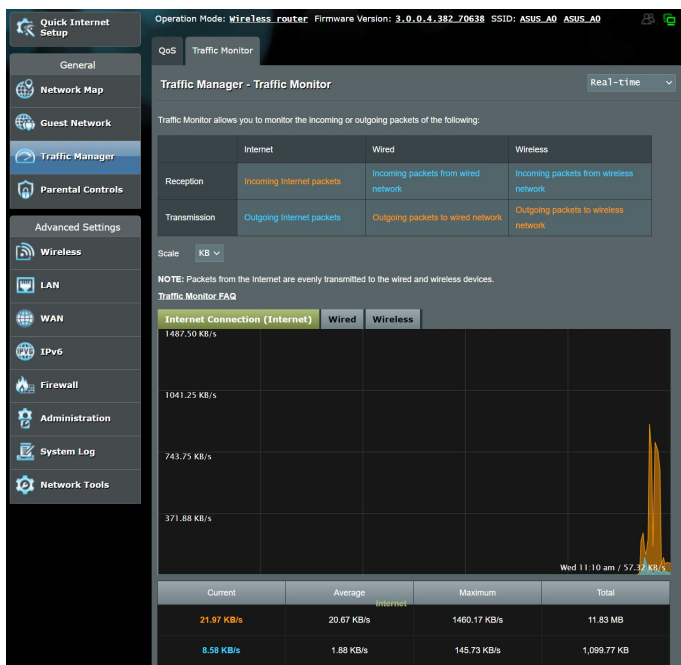 Quick Internet
Setup
Operation Mode: Wireless router Firmware Version: 3.0.0.4.382_70638 SSID: ASUS_A0 ASUS_A0
General
Network Map
Guest Network
Traffic Manager
Parental Controls
Advanced Settings
Wireless
LAN
WAN
IPv6
Firewall
Administration
System Log
Network Tools
QoS Traffic Monitor
Traffic Manager - Traffic Monitor Real-time
Traffic Monitor allows you to monitor the incoming or outgoing packets of the following:
Internet Wired Wireless
Reception Incoming Internet packets Incoming packets from wired network Incoming packets from wireless network
Transmission Outgoing Internet packets Outgoing packets to wired network Outgoing packets to wireless network
Scale KB
NOTE: Packets from the Internet are evenly transmitted to the wired and wireless devices.
Traffic Monitor FAQ
Internet Connection (Internet) Wired Wireless
1487.50 KB/s
1041.25 KB/s
743.75 KB/s
371.88 KB/s
Wed 11:10 am / 57.32 KB/s
Current Average Maximum Total
Internet
21.97 KB/s 20.67 KB/s 1460.17 KB/s 11.83 MB
8.58 KB/s 1.88 KB/s 145.73 KB/s 1,099.77 KB